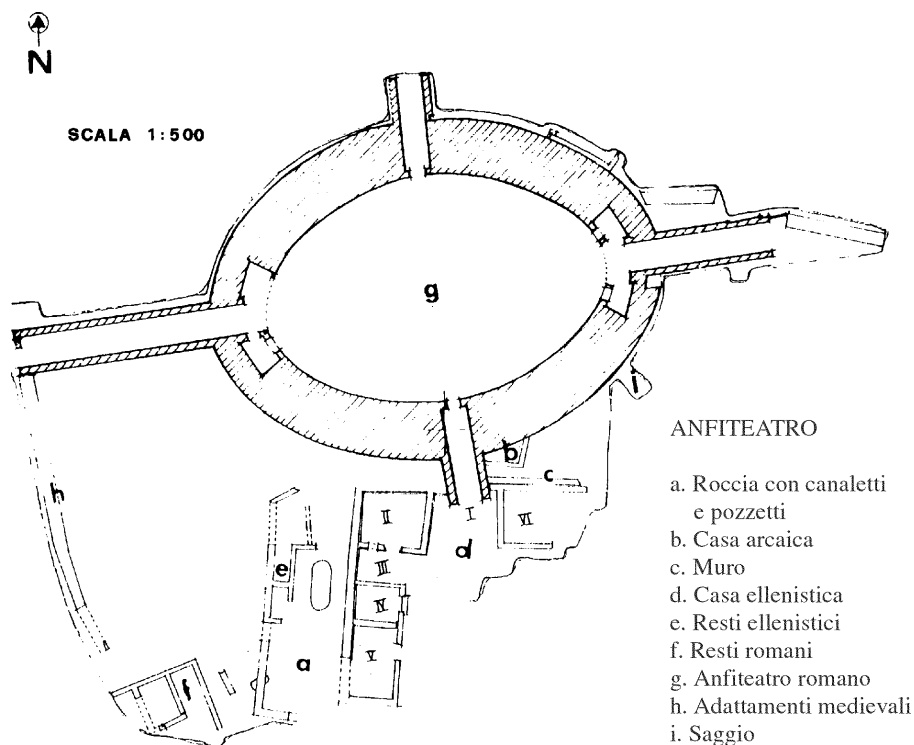 N
SCALA 1:500
g
i
h
b
c
I
II
VI
d
e
III
IV
a
V
f
ANFITEATRO
a. Roccia con canaletti
e pozzetti
b. Casa arcaica
c. Muro
d. Casa ellenistica
e. Resti ellenistici
f. Resti romani
g. Anfiteatro romano
h. Adattamenti medievali
i. Saggio